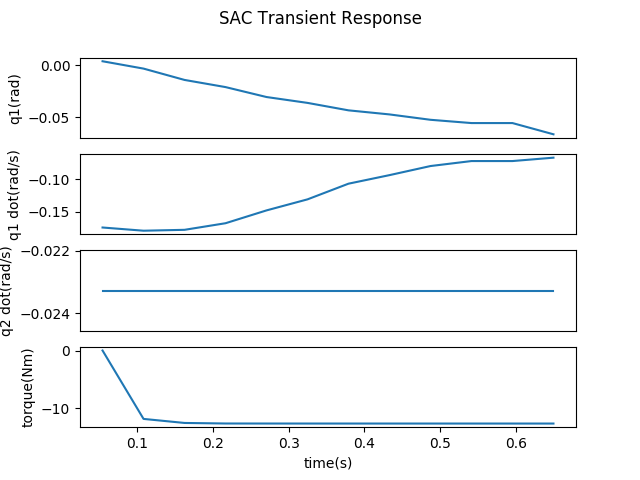 SAC Transient Response
q1(rad)
0.00
−0.05
q1 dot(rad/s)
−0.10
−0.15
q2 dot(rad/s)
−0.022
−0.024
torque(Nm)
0
−10
0.1 0.2 0.3 0.4 0.5 0.6
time(s)